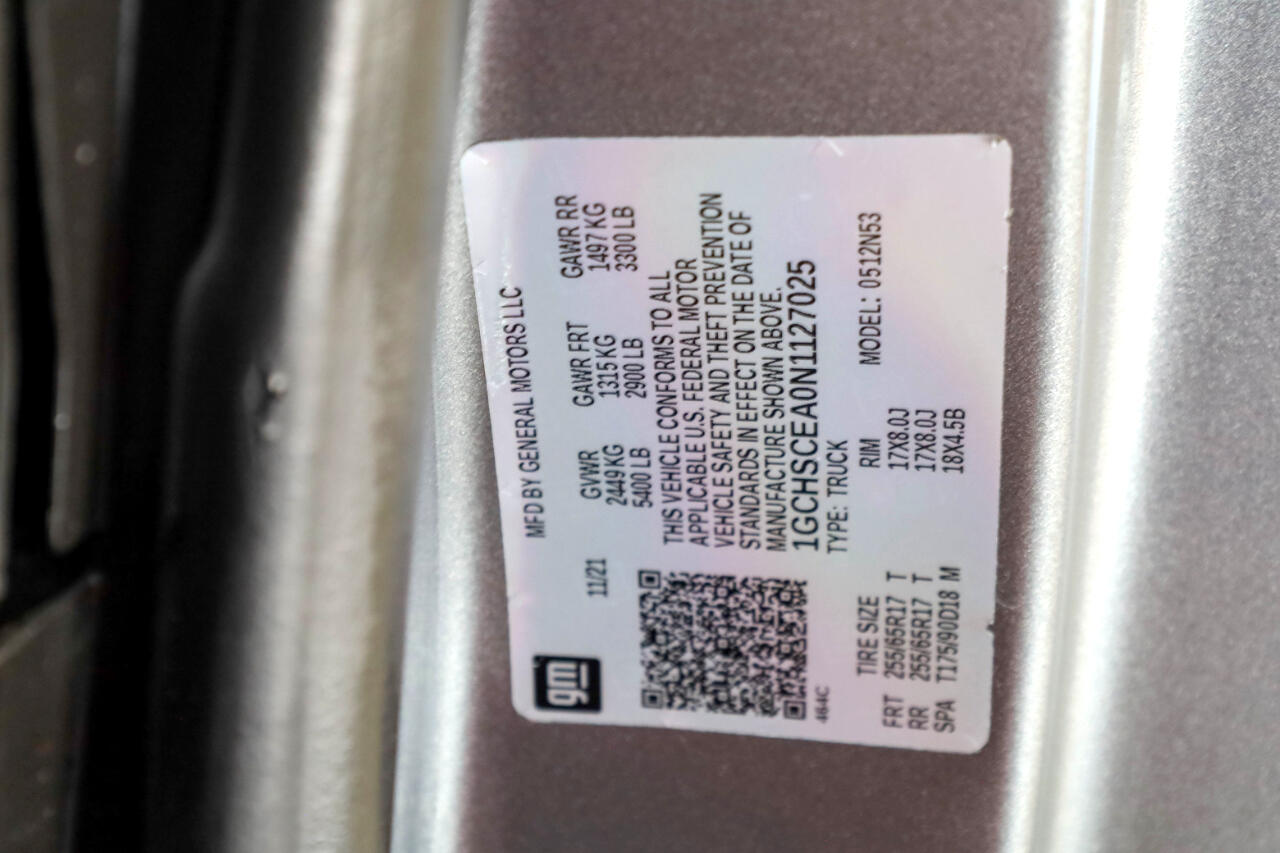 gm
MFD BY GENERAL MOTORS LLC
11/21
GVWR GAWR FRT GAWR RR
2449 KG 1315 KG 1497 KG
5400 LB 2900 LB 3300 LB
THIS VEHICLE CONFORMS TO ALL
APPLICABLE U.S. FEDERAL MOTOR
VEHICLE SAFETY AND THEFT PREVENTION
STANDARDS IN EFFECT ON THE DATE OF
MANUFACTURE SHOWN ABOVE.
1GCHSCEA0N1127025
464C
TYPE: TRUCK
TIRE SIZE RIM MODEL: 0512N53
FRT 255/65R17 T 17X8.0J
RR 255/65R17 T 17X8.0J
SPA T175/90D18 M 18X4.5B